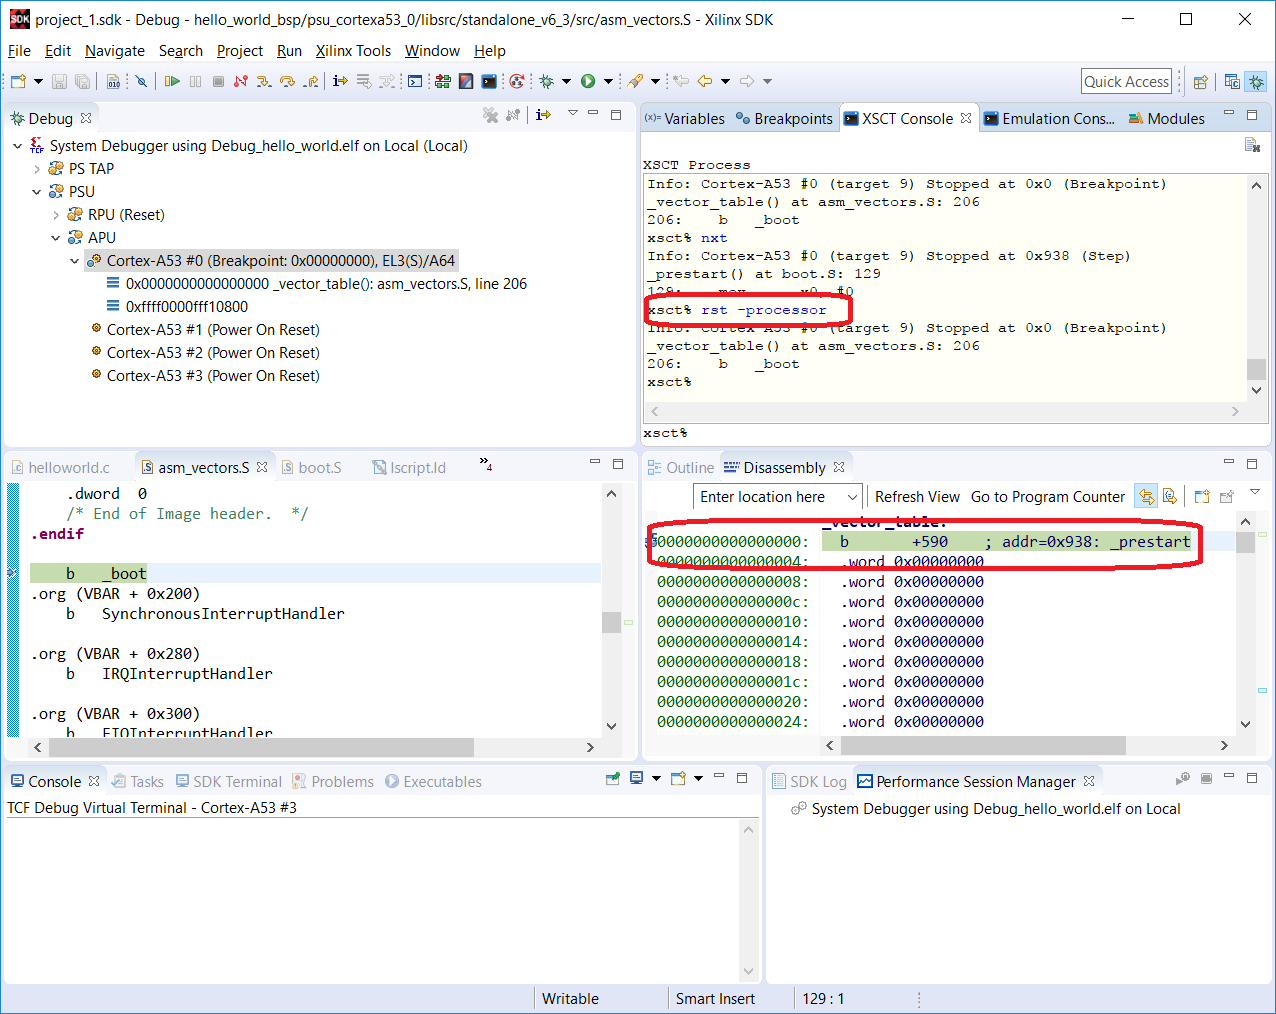 project_1.sdk - Debug - hello_world_bsp/psu_cortexa53_0/libsrc/standalone_v6_3/src/asm_vectors.S - Xilinx SDK
File Edit Navigate Search Project Run Xilinx Tools Window Help
Quick Access
Debug
System Debugger using Debug_hello_world.elf on Local (Local)
PS TAP
PSU
RPU (Reset)
APU
Cortex-A53 #0 (Breakpoint: 0x00000000), EL3(S)/A64
0x0000000000000000 _vector_table(): asm_vectors.S, line 206
0xffff0000fff10800
Cortex-A53 #1 (Power On Reset)
Cortex-A53 #2 (Power On Reset)
Cortex-A53 #3 (Power On Reset)
(x)= Variables Breakpoints XSCT Console Emulation Cons... Modules
XSCT Process
Info: Cortex-A53 #0 (target 9) Stopped at 0x0 (Breakpoint)
_vector_table() at asm_vectors.S: 206
206: b _boot
xsct% nxt
Info: Cortex-A53 #0 (target 9) Stopped at 0x938 (Step)
_prestart() at boot.S: 129
129: mov x0, #0
xsct% rst -processor
Info: Cortex-A53 #0 (target 9) Stopped at 0x0 (Breakpoint)
_vector_table() at asm_vectors.S: 206
206: b _boot
xsct%
xsct%
helloworld.c asm_vectors.S boot.S lscript.ld »4
.dword 0
/* End of Image header. */
.endif
b _boot
.org (VBAR + 0x200)
b SynchronousInterruptHandler
.org (VBAR + 0x280)
b IRQInterruptHandler
.org (VBAR + 0x300)
b FIQInterruptHandler
Outline Disassembly
Enter location here Refresh View Go to Program Counter
_vector_table:
0000000000000000: b +590 ; addr=0x938: _prestart
0000000000000004: .word 0x00000000
0000000000000008: .word 0x00000000
000000000000000c: .word 0x00000000
0000000000000010: .word 0x00000000
0000000000000014: .word 0x00000000
0000000000000018: .word 0x00000000
000000000000001c: .word 0x00000000
0000000000000020: .word 0x00000000
0000000000000024: .word 0x00000000
Console Tasks SDK Terminal Problems Executables
TCF Debug Virtual Terminal - Cortex-A53 #3
SDK Log Performance Session Manager
System Debugger using Debug_hello_world.elf on Local
Writable Smart Insert 129 : 1